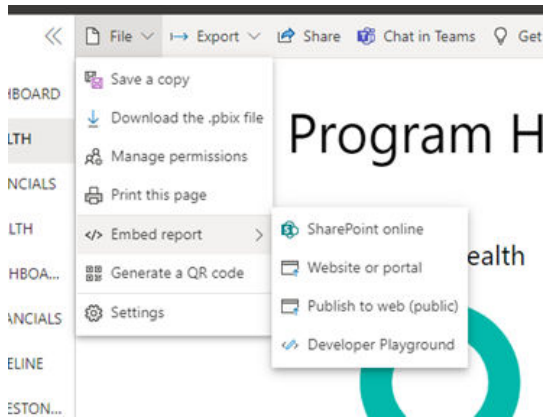 File
Export
Share
Chat in Teams
Get
Save a copy
Download the .pbix file
Manage permissions
Print this page
Embed report
Generate a QR code
Settings
SharePoint online
Website or portal
Publish to web (public)
Developer Playground
HBOARD
LTH
NCIALS
LTH
HBOA...
ANCIALS
ELINE
ESTON...
Program H
ealth